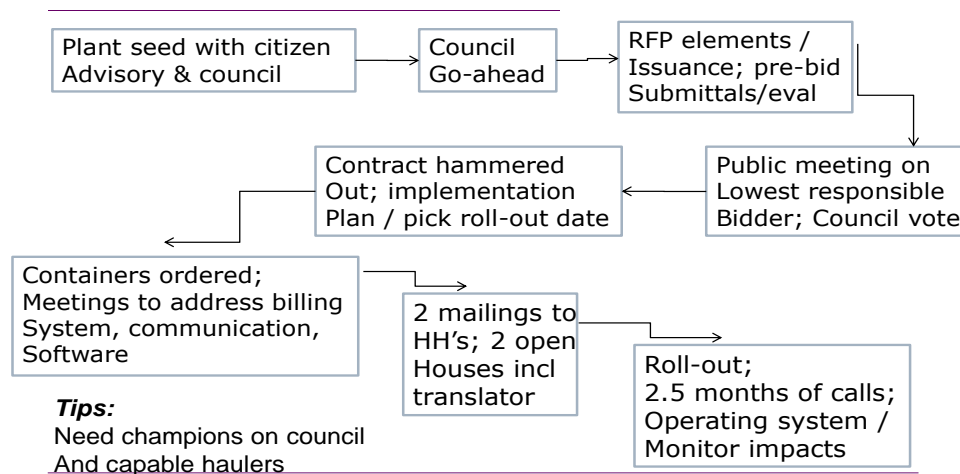 Plant seed with citizen
Advisory & council
Council
Go-ahead
RFP elements /
Issuance; pre-bid
Submittals/eval
Public meeting on
Lowest responsible
Bidder; Council vote
Contract hammered
Out; implementation
Plan / pick roll-out date
Containers ordered;
Meetings to address billing
System, communication,
Software
2 mailings to
HH's; 2 open
Houses incl
translator
Roll-out;
2.5 months of calls;
Operating system /
Monitor impacts
Tips:
Need champions on council
And capable haulers